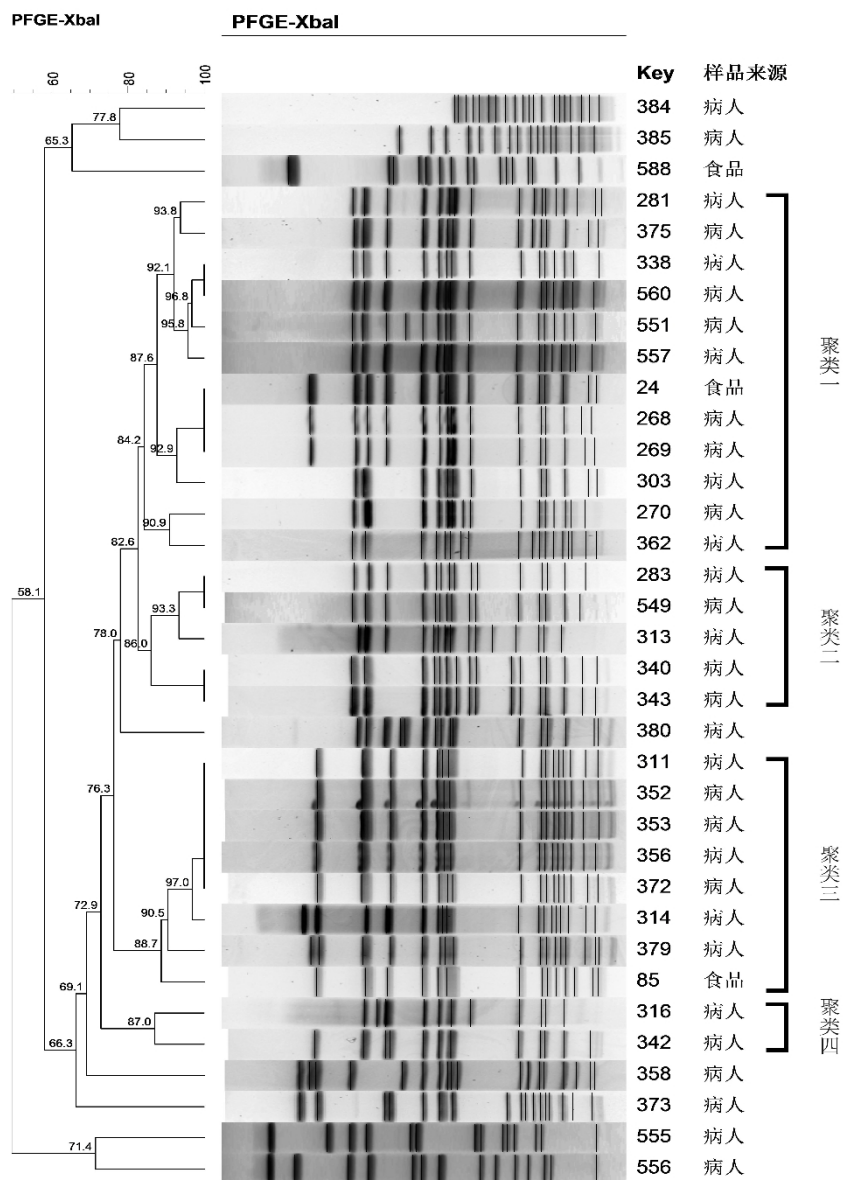 PFGE-XbaI
PFGE-XbaI
60
80
100
Key 样品来源
384 病人
385 病人
588 食品
281 病人
375 病人
338 病人
560 病人
551 病人
557 病人
24 食品
268 病人
269 病人
303 病人
270 病人
362 病人
283 病人
549 病人
313 病人
340 病人
343 病人
380 病人
311 病人
352 病人
353 病人
356 病人
372 病人
314 病人
379 病人
85 食品
316 病人
342 病人
358 病人
373 病人
555 病人
556 病人
聚类一
聚类二
聚类三
聚类四
77.8
65.3
93.8
92.1
96.8
95.8
87.6
84.2
92.9
90.9
82.6
58.1
93.3
78.0
86.0
76.3
97.0
72.9
90.5
88.7
69.1
87.0
66.3
71.4